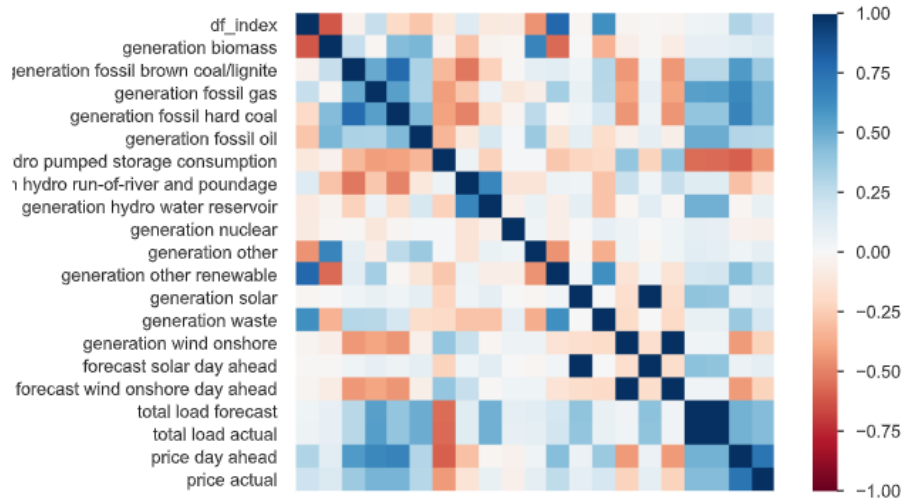 df_index
generation biomass
generation fossil brown coal/lignite
generation fossil gas
generation fossil hard coal
generation fossil oil
dro pumped storage consumption
hydro run-of-river and poundage
generation hydro water reservoir
generation nuclear
generation other
generation other renewable
generation solar
generation waste
generation wind onshore
forecast solar day ahead
forecast wind onshore day ahead
total load forecast
total load actual
price day ahead
price actual
1.00
0.75
0.50
0.25
0.00
−0.25
−0.50
−0.75
−1.00